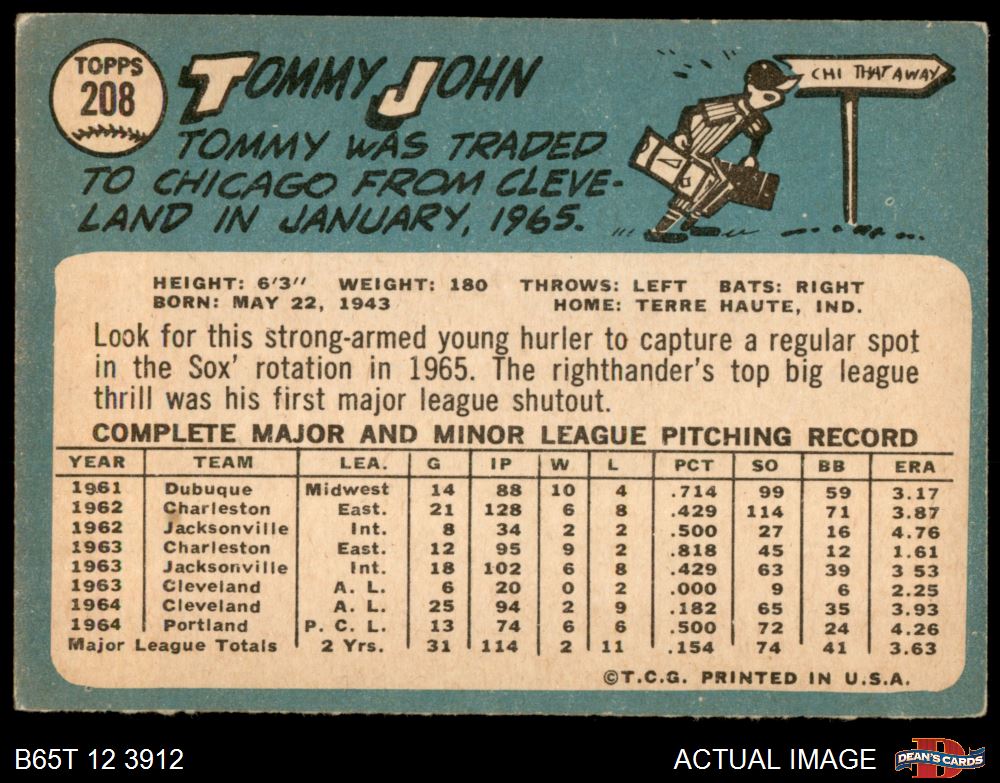 TOPPS
208
TOMMY JOHN
CHI THAT AWAY
TOMMY WAS TRADED
TO CHICAGO FROM CLEVE-
LAND IN JANUARY, 1965.
HEIGHT: 6'3" WEIGHT: 180 THROWS: LEFT BATS: RIGHT
BORN: MAY 22, 1943 HOME: TERRE HAUTE, IND.
Look for this strong-armed young hurler to capture a regular spot
in the Sox' rotation in 1965. The righthander's top big league
thrill was his first major league shutout.
COMPLETE MAJOR AND MINOR LEAGUE PITCHING RECORD
YEAR TEAM LEA. G IP W L PCT SO BB ERA
1961 Dubuque Midwest 14 88 10 4 .714 99 59 3.17
1962 Charleston East. 21 128 6 8 .429 114 71 3.87
1962 Jacksonville Int. 8 34 2 2 .500 27 16 4.76
1963 Charleston East. 12 95 9 2 .818 45 12 1.61
1963 Jacksonville Int. 18 102 6 8 .429 63 39 3 53
1963 Cleveland A. L. 6 20 0 2 .000 9 6 2.25
1964 Cleveland A. L. 25 94 2 9 .182 65 35 3.93
1964 Portland P. C. L. 13 74 6 6 .500 72 24 4.26
Major League Totals 2 Yrs. 31 114 2 11 .154 74 41 3.63
©T.C.G. PRINTED IN U.S.A.
B65T 12 3912 ACTUAL IMAGE D DEAN'S CARDS